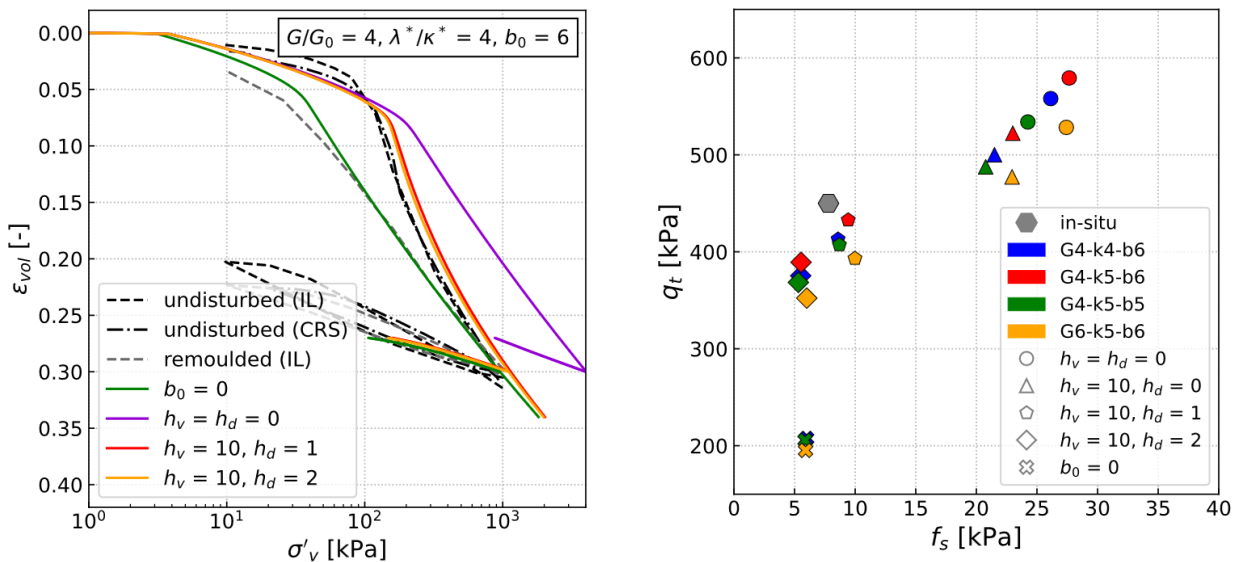 0.00
0.05
0.10
0.15
0.20
0.25
0.30
0.35
0.40
ε_vol [-]
G/G₀ = 4, λ*/κ* = 4, b₀ = 6
undisturbed (IL)
undisturbed (CRS)
remoulded (IL)
b₀ = 0
h_v = h_d = 0
h_v = 10, h_d = 1
h_v = 10, h_d = 2
10⁰ 10¹ 10² 10³
σ'_v [kPa]
600
500
400
300
200
q_t [kPa]
in-situ
G4-k4-b6
G4-k5-b6
G4-k5-b5
G6-k5-b6
h_v = h_d = 0
h_v = 10, h_d = 0
h_v = 10, h_d = 1
h_v = 10, h_d = 2
b₀ = 0
0 5 10 15 20 25 30 35 40
f_s [kPa]